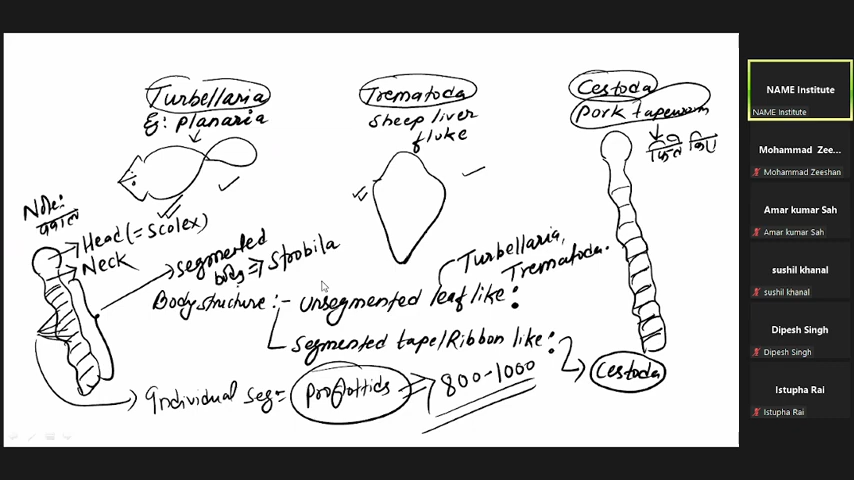 Turbellaria
Eg: planaria
Trematoda
Sheep liver
fluke
Cestoda
Pork tapeworm
Note:
Head (= Scolex)
Neck
segmented
body => Strobila
Turbellaria,
Trematoda.
Body structure :- Unsegmented leaf like :
Segmented tape/Ribbon like :
Cestoda
Individual seg= Proglottids => 800-1000
NAME Institute
NAME Institute
Mohammad Zee...
Mohammad Zeeshan
Amar kumar Sah
Amar kumar Sah
sushil khanal
sushil khanal
Dipesh Singh
Dipesh Singh
Istupha Rai
Istupha Rai